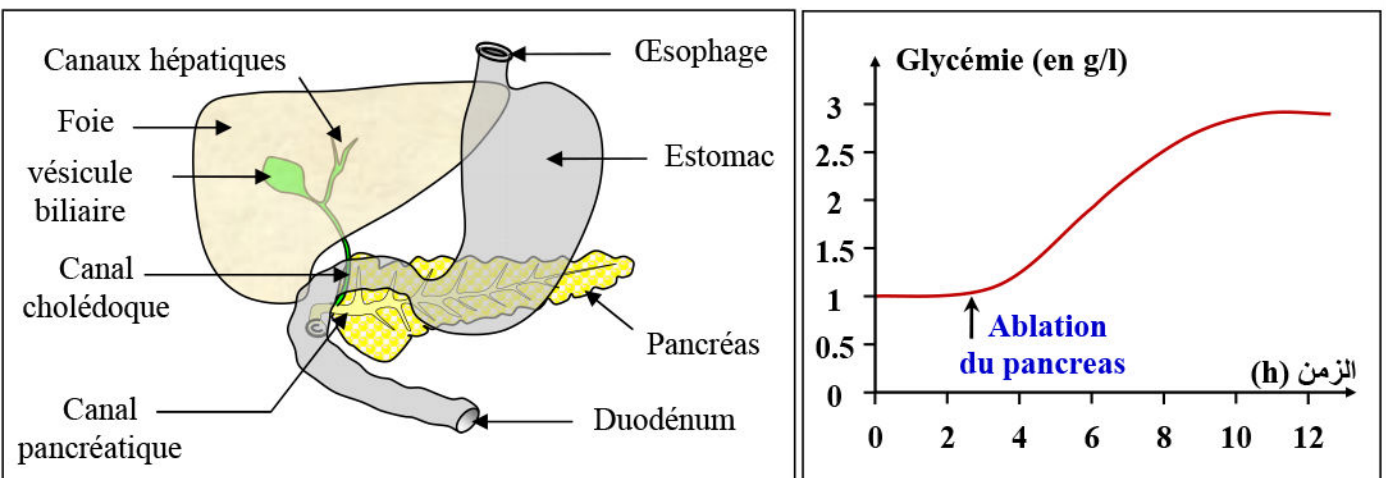 Canaux hépatiques
Œsophage
Foie
Estomac
vésicule
biliaire
Canal
cholédoque
Pancréas
Canal
pancréatique
Duodénum
Glycémie (en g/l)
3
2.5
2
1.5
1
0.5
0
Ablation
du pancreas
الزمن (h)
0 2 4 6 8 10 12